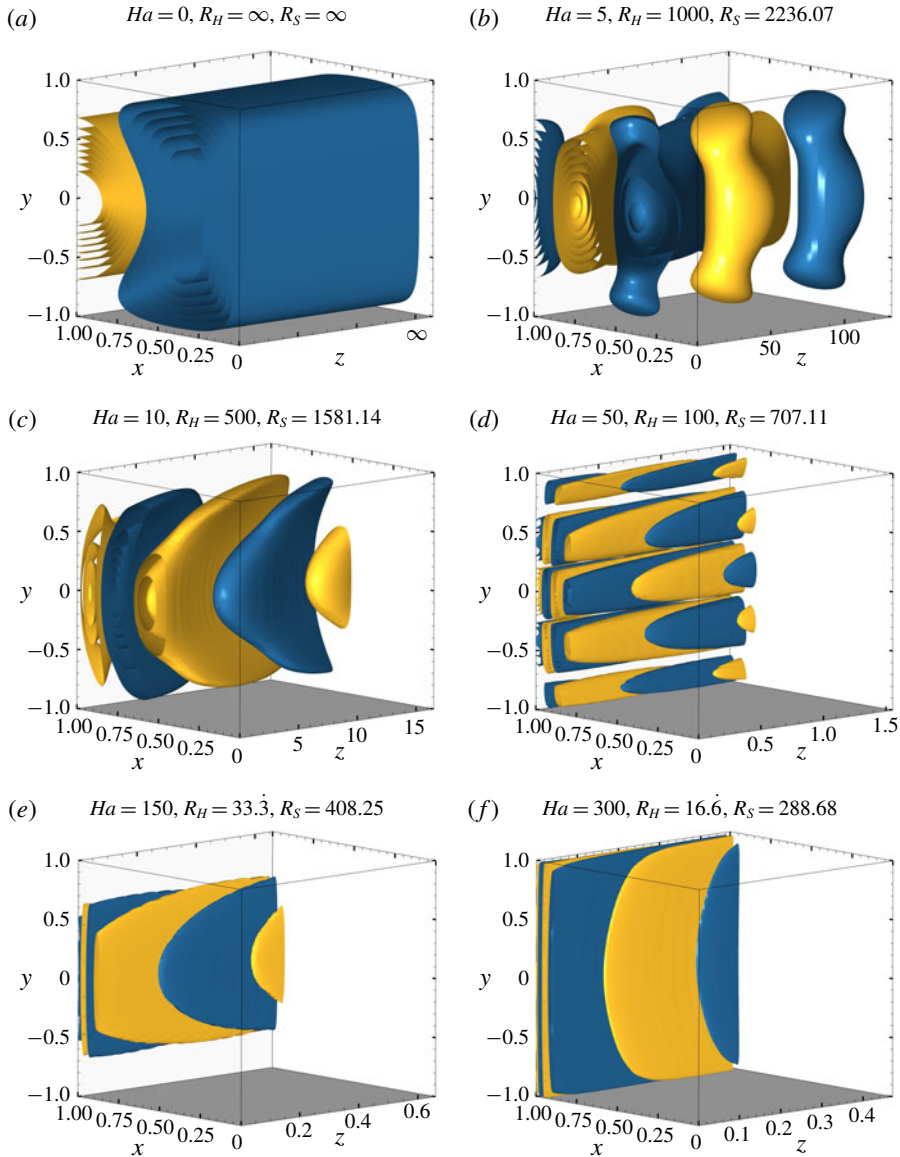 (a) Ha = 0, R_H = ∞, R_S = ∞
1.0
0.5
y 0
−0.5
−1.0
1.00 0.75 0.50 0.25 0
x
z
∞
(b) Ha = 5, R_H = 1000, R_S = 2236.07
1.0
0.5
y 0
−0.5
−1.0
1.00 0.75 0.50 0.25 0
x
50 100
z
(c) Ha = 10, R_H = 500, R_S = 1581.14
1.0
0.5
y 0
−0.5
−1.0
1.00 0.75 0.50 0.25 0
x
5 10 15
z
(d) Ha = 50, R_H = 100, R_S = 707.11
1.0
0.5
y 0
−0.5
−1.0
1.00 0.75 0.50 0.25 0
x
0.5 1.0 1.5
z
(e) Ha = 150, R_H = 33.3̇, R_S = 408.25
1.0
0.5
y 0
−0.5
−1.0
1.00 0.75 0.50 0.25 0
x
0.2 0.4 0.6
z
(f) Ha = 300, R_H = 16.6̇, R_S = 288.68
1.0
0.5
y 0
−0.5
−1.0
1.00 0.75 0.50 0.25 0
x
0.1 0.2 0.3 0.4
z